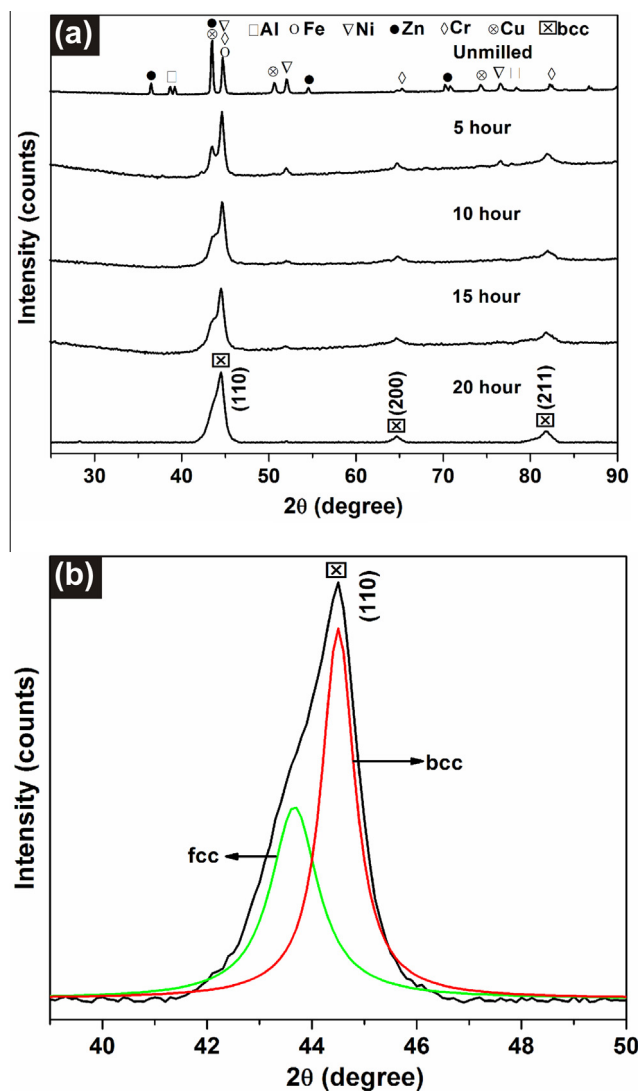 (a)
Al Fe Ni Zn Cr Cu bcc
Unmilled
5 hour
10 hour
15 hour
20 hour
(110)
(200)
(211)
Intensity (counts)
30 40 50 60 70 80 90
2θ (degree)
(b)
(110)
bcc
fcc
Intensity (counts)
40 42 44 46 48 50
2θ (degree)